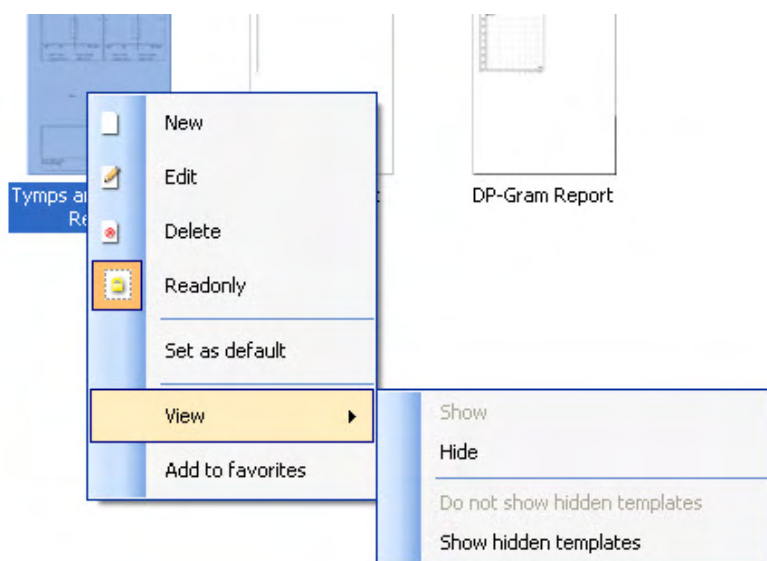 New
Edit
Tymps a
DP-Gram Report
Re
Delete
Readonly
Set as default
View
Show
Hide
Add to favorites
Do not show hidden templates
Show hidden templates